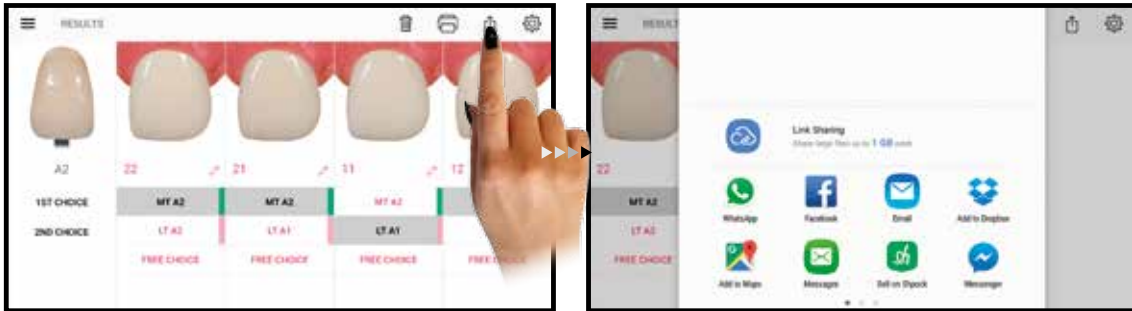 RESULTS
A2
22
21
11
12
1ST CHOICE
MT A2
MT A2
MT A2
2ND CHOICE
LT A2
LT A1
LT A1
FREE CHOICE
FREE CHOICE
FREE CHOICE
FREE
RESULT
22
MT A2
LT A2
FREE CHOICE
Link Sharing
Share large files up to 1 GB each
WhatsApp
Facebook
Email
Add to Dropbox
Add to Maps
Messages
Sell on Shpock
Messenger